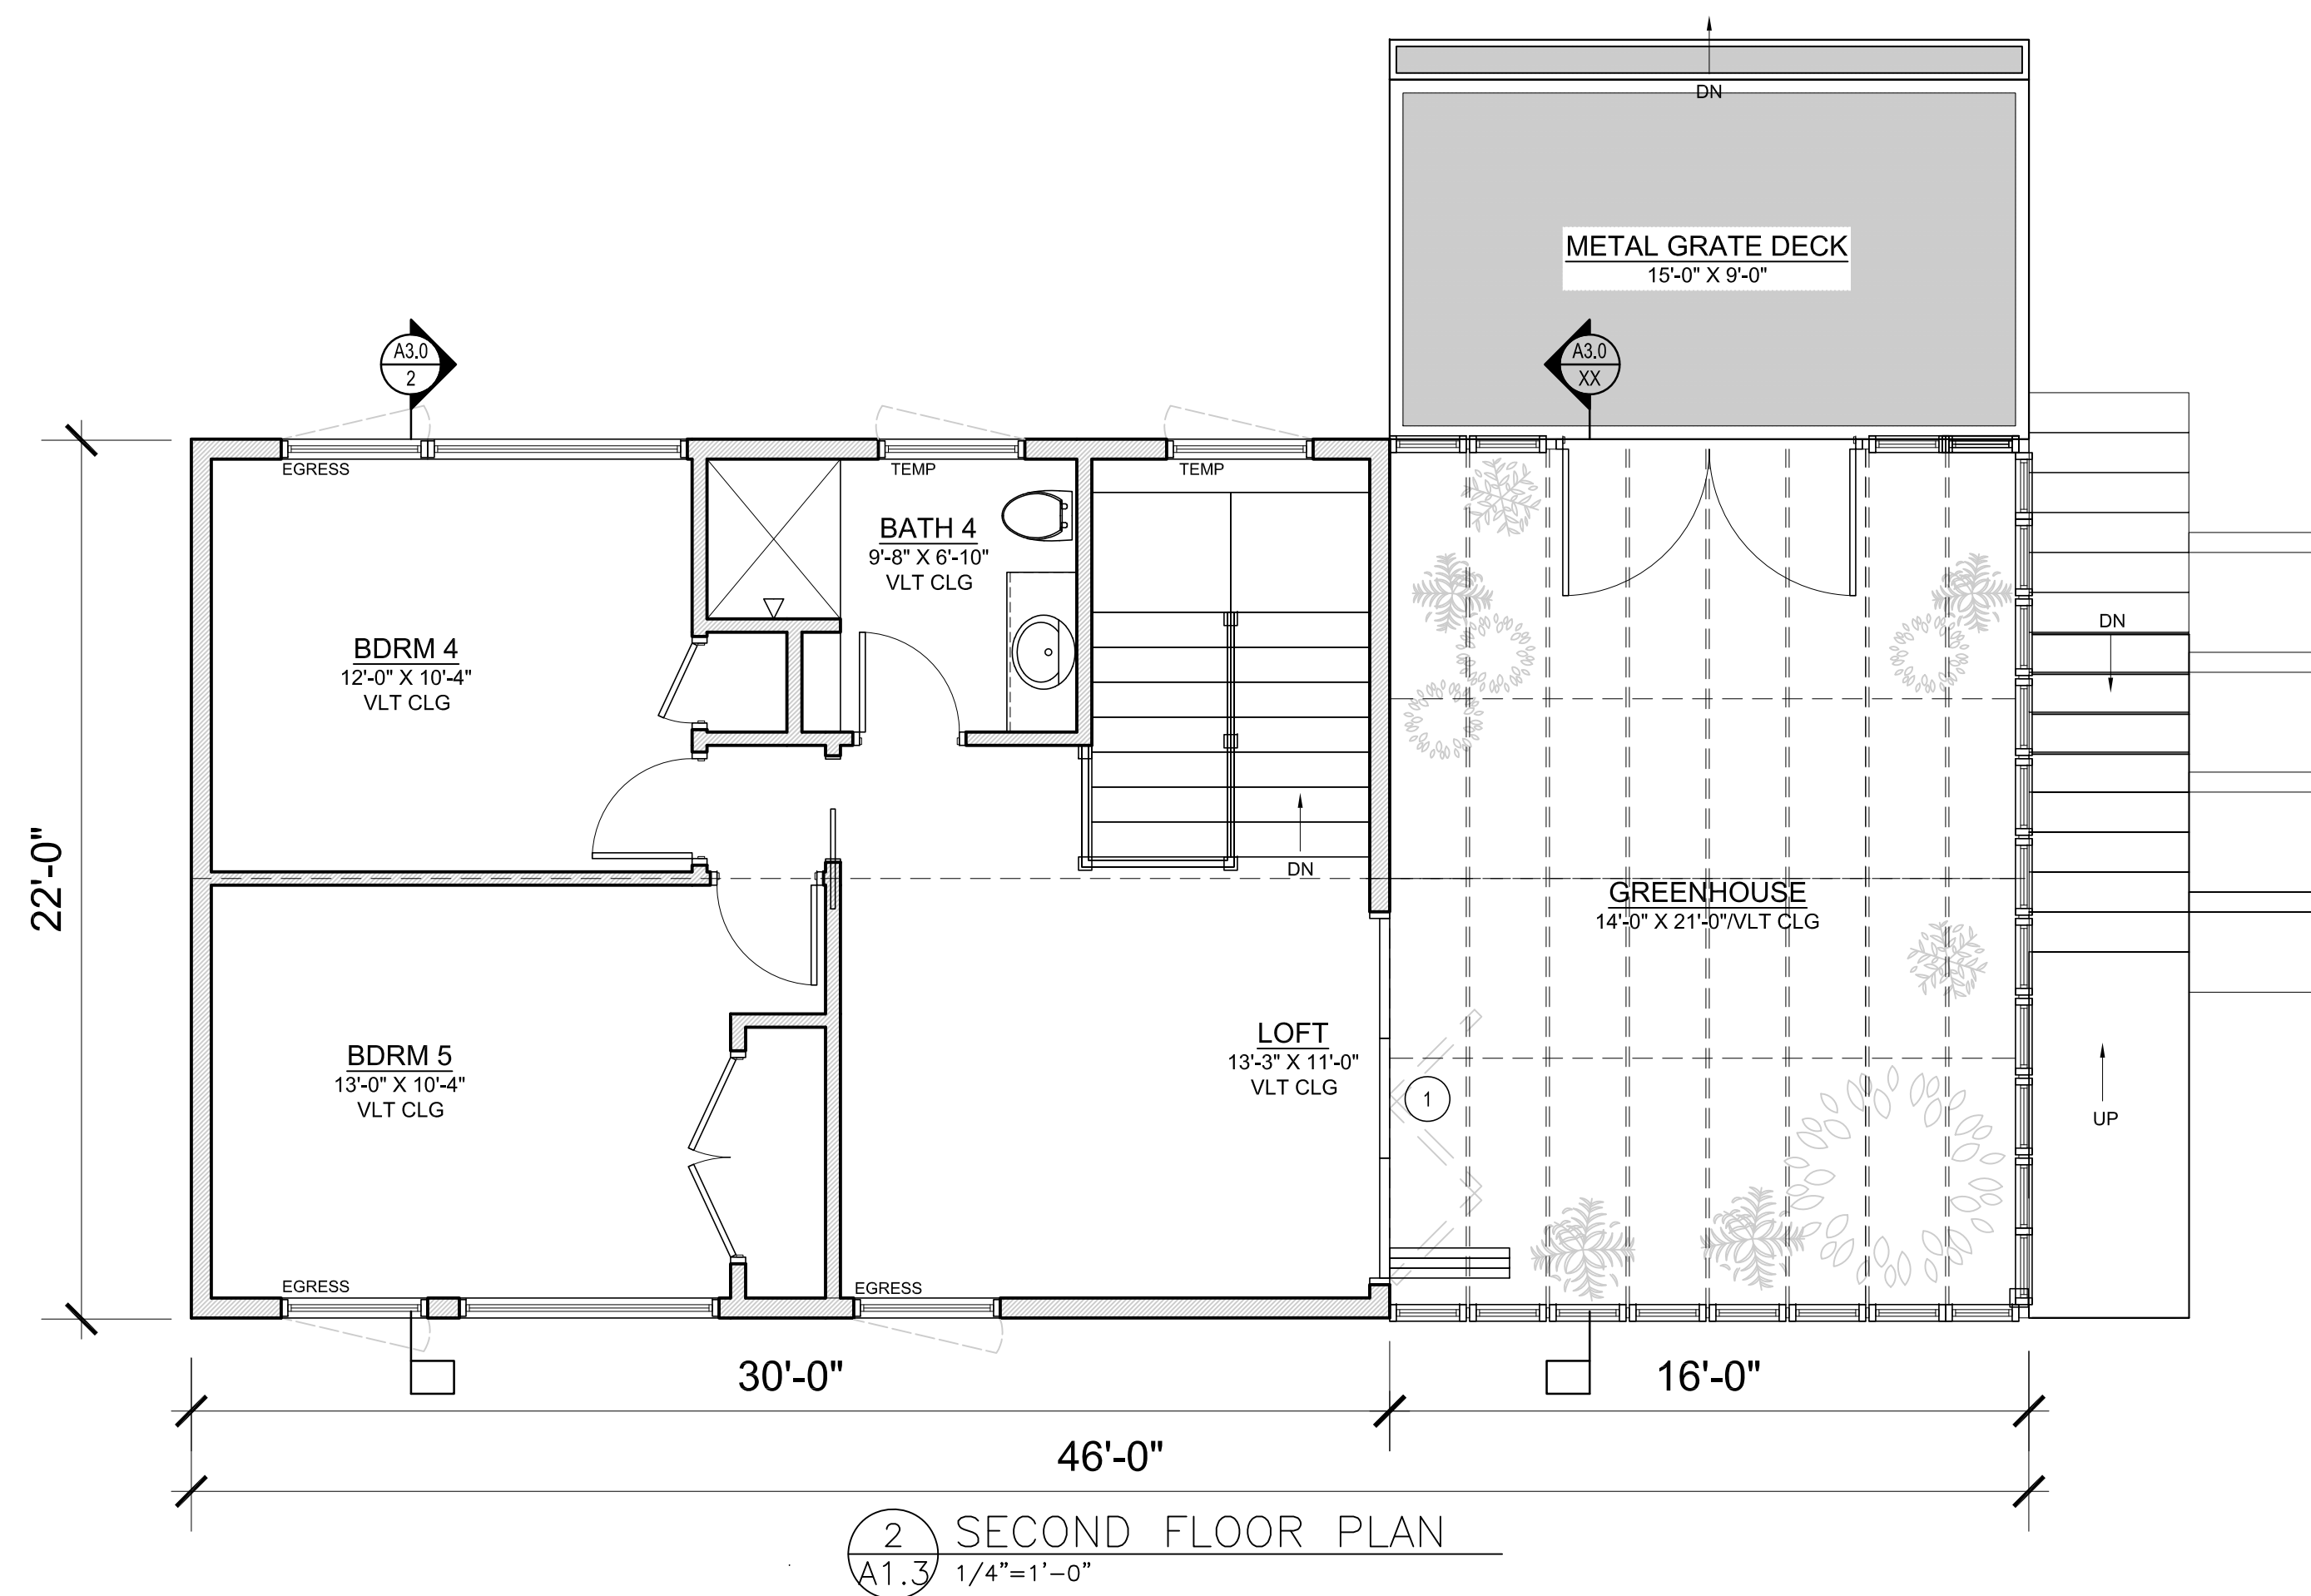 DN
METAL GRATE DECK
15'-0" X 9'-0"
A3.0
2
A3.0
XX
EGRESS
TEMP
TEMP
BATH 4
9'-8" X 6'-10"
VLT CLG
BDRM 4
12'-0" X 10'-4"
VLT CLG
DN
22'-0"
DN
GREENHOUSE
14'-0" X 21'-0"/VLT CLG
BDRM 5
13'-0" X 10'-4"
VLT CLG
LOFT
13'-3" X 11'-0"
VLT CLG
1
UP
EGRESS
EGRESS
30'-0"
16'-0"
46'-0"
2
A1.3
SECOND FLOOR PLAN
1/4"=1'-0"